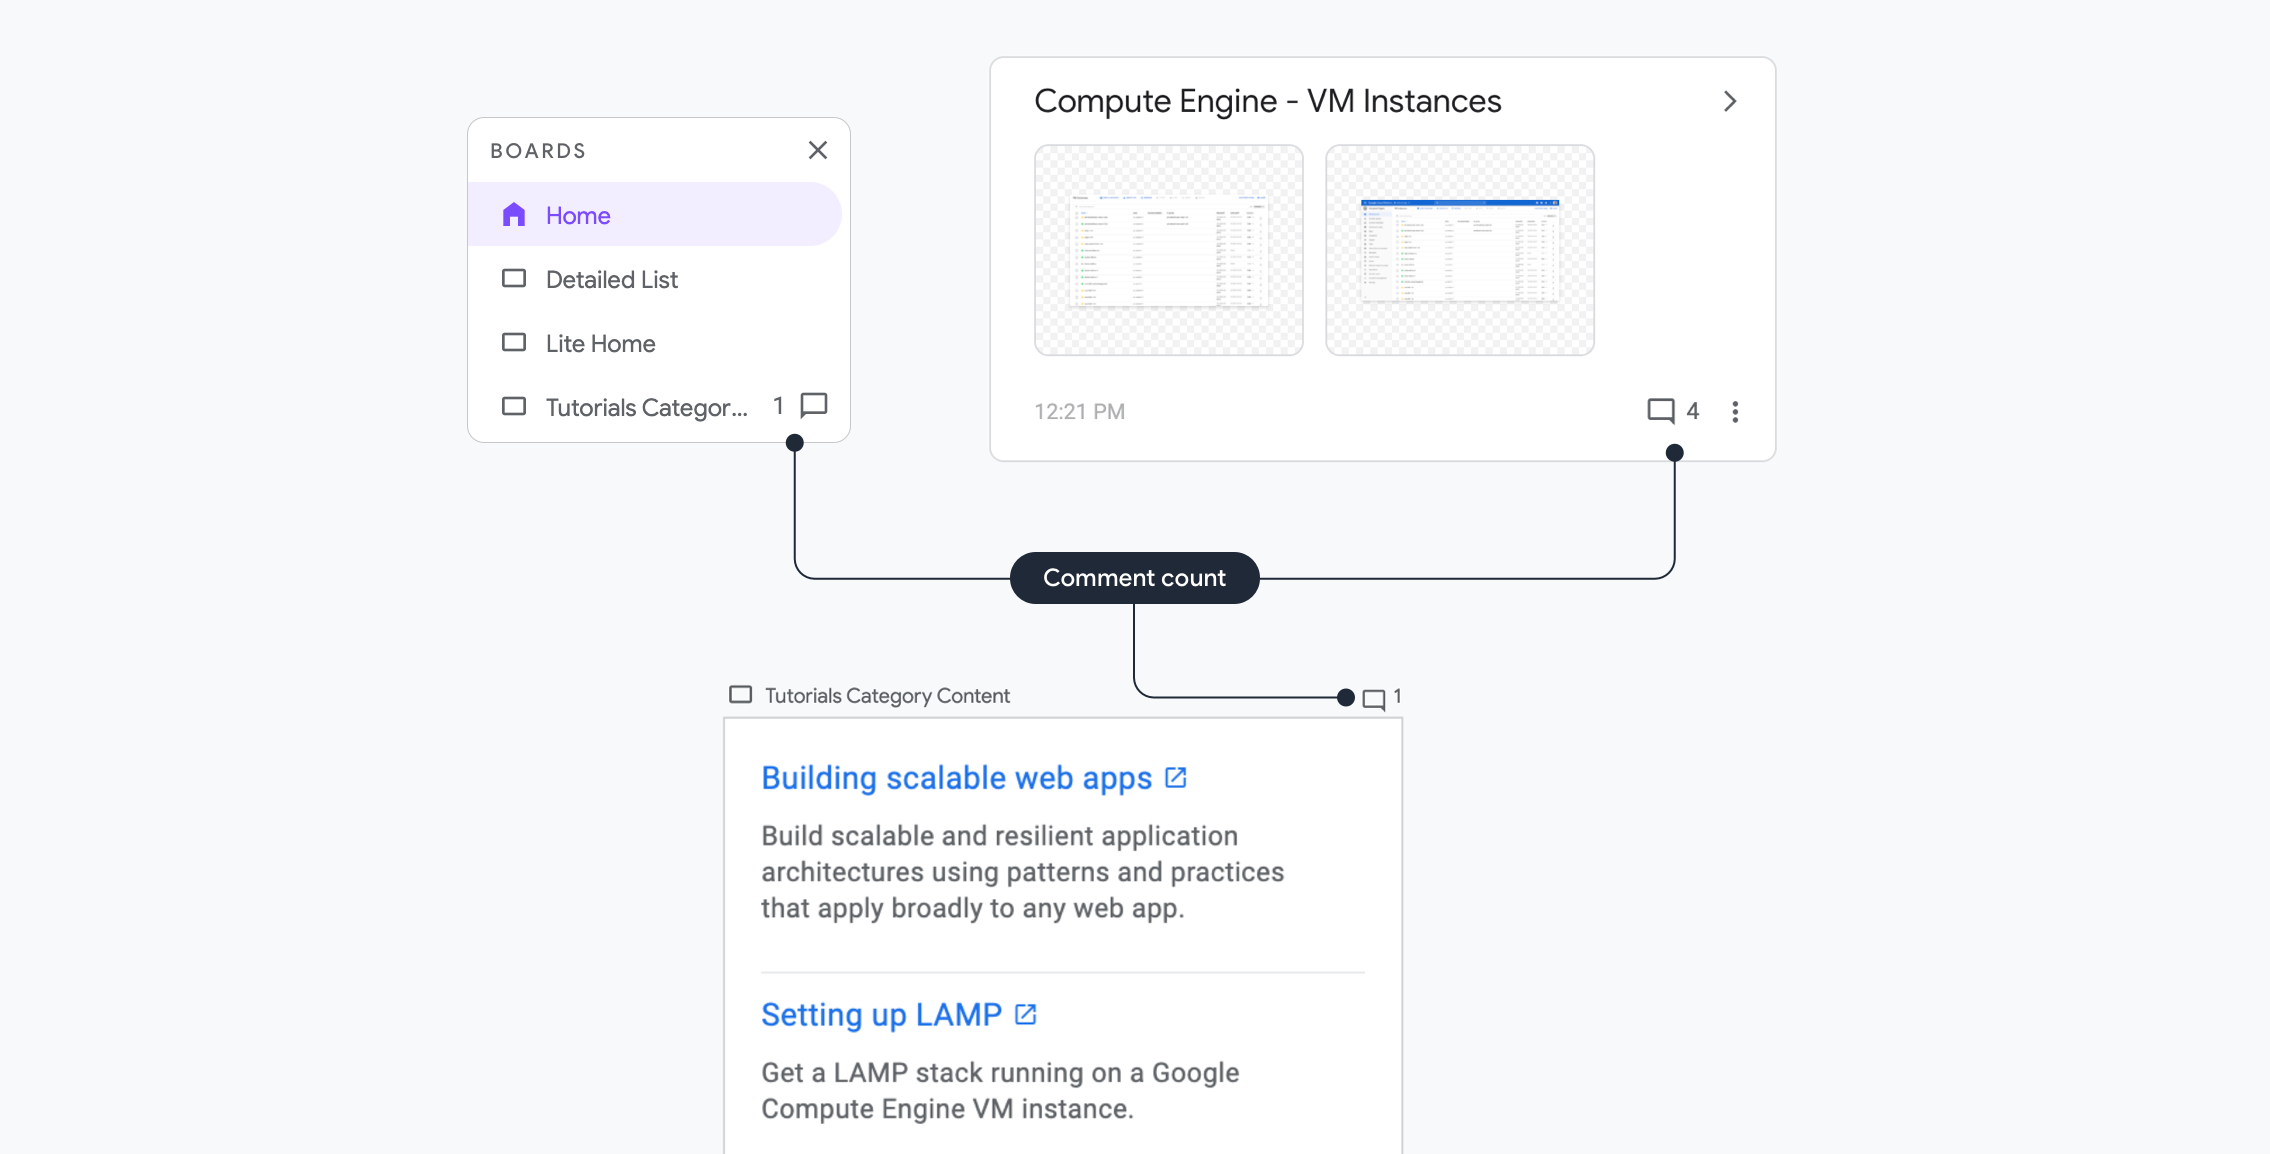 BOARDS
Home
Detailed List
Lite Home
Tutorials Categor... 1
Compute Engine - VM Instances
12:21 PM
4
Comment count
Tutorials Category Content
1
Building scalable web apps
Build scalable and resilient application
architectures using patterns and practices
that apply broadly to any web app.
Setting up LAMP
Get a LAMP stack running on a Google
Compute Engine VM instance.